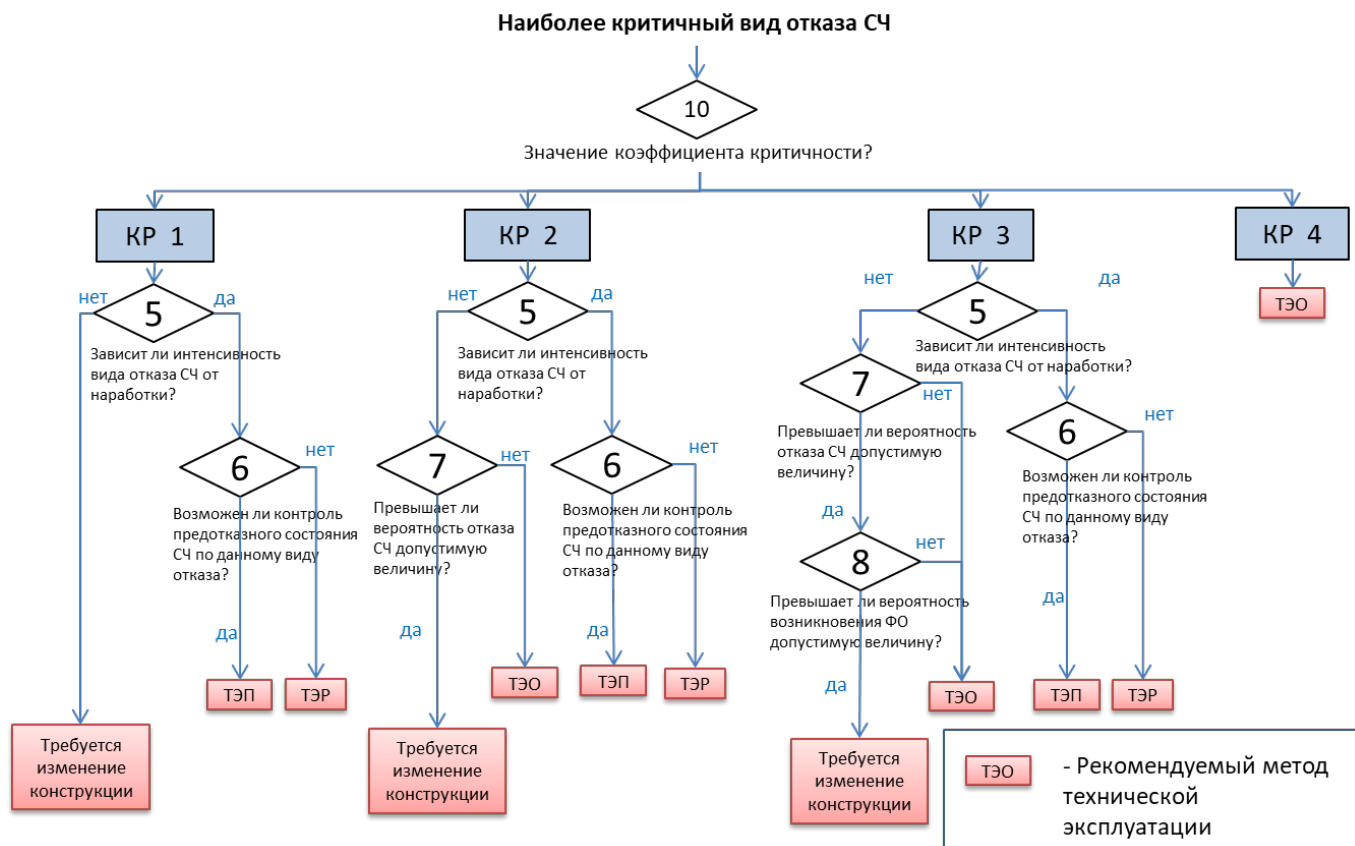 Наиболее критичный вид отказа СЧ
10
Значение коэффициента критичности?
КР 1
КР 2
КР 3
КР 4
нет
5
да
Зависит ли интенсивность
вида отказа СЧ от
наработки?
нет
5
да
Зависит ли интенсивность
вида отказа СЧ от
наработки?
нет
5
да
Зависит ли интенсивность
вида отказа СЧ от наработки?
ТЭО
6
нет
Возможен ли контроль
предотказного состояния
СЧ по данному виду
отказа?
да
7
нет
Превышает ли
вероятность отказа
СЧ допустимую
величину?
да
6
нет
Возможен ли контроль
предотказного состояния
СЧ по данному виду
отказа?
да
7
нет
Превышает ли вероятность
отказа СЧ допустимую
величину?
да
8
нет
Превышает ли вероятность
возникновения ФО
допустимую величину?
да
6
нет
Возможен ли контроль
предотказного состояния
СЧ по данному виду
отказа?
да
ТЭП
ТЭР
ТЭО
ТЭП
ТЭР
ТЭО
ТЭП
ТЭР
Требуется
изменение
конструкции
Требуется
изменение
конструкции
Требуется
изменение
конструкции
ТЭО
- Рекомендуемый метод
технической
эксплуатации